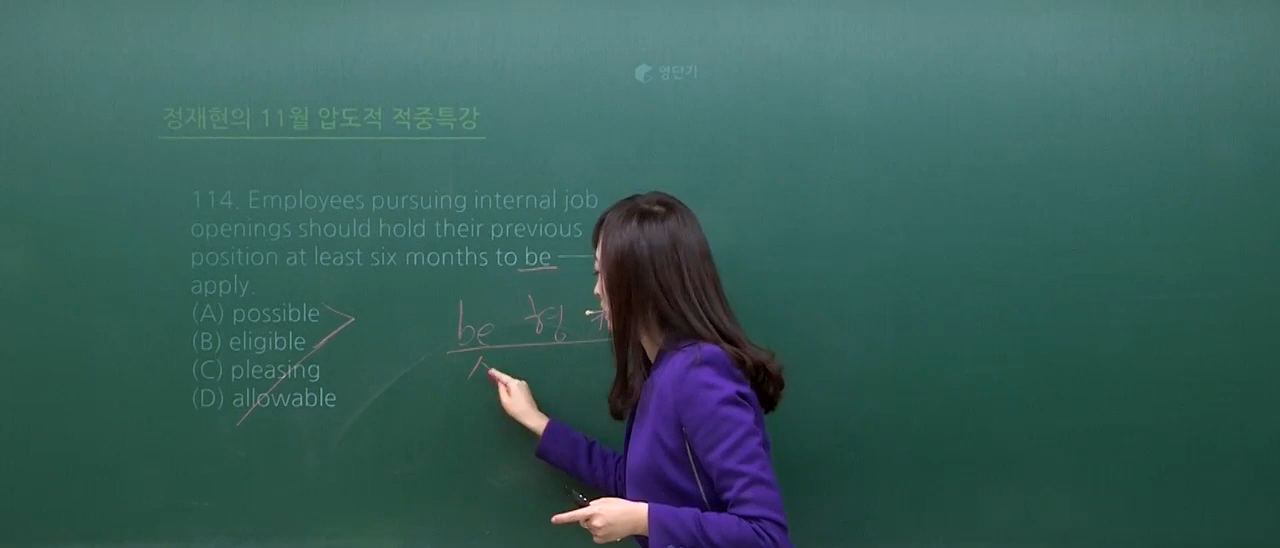 영단기
정재현의 11월 압도적 적중특강
114. Employees pursuing internal job
openings should hold their previous
position at least six months to be
apply.
(A) possible
(B) eligible
(C) pleasing
(D) allowable
be 형